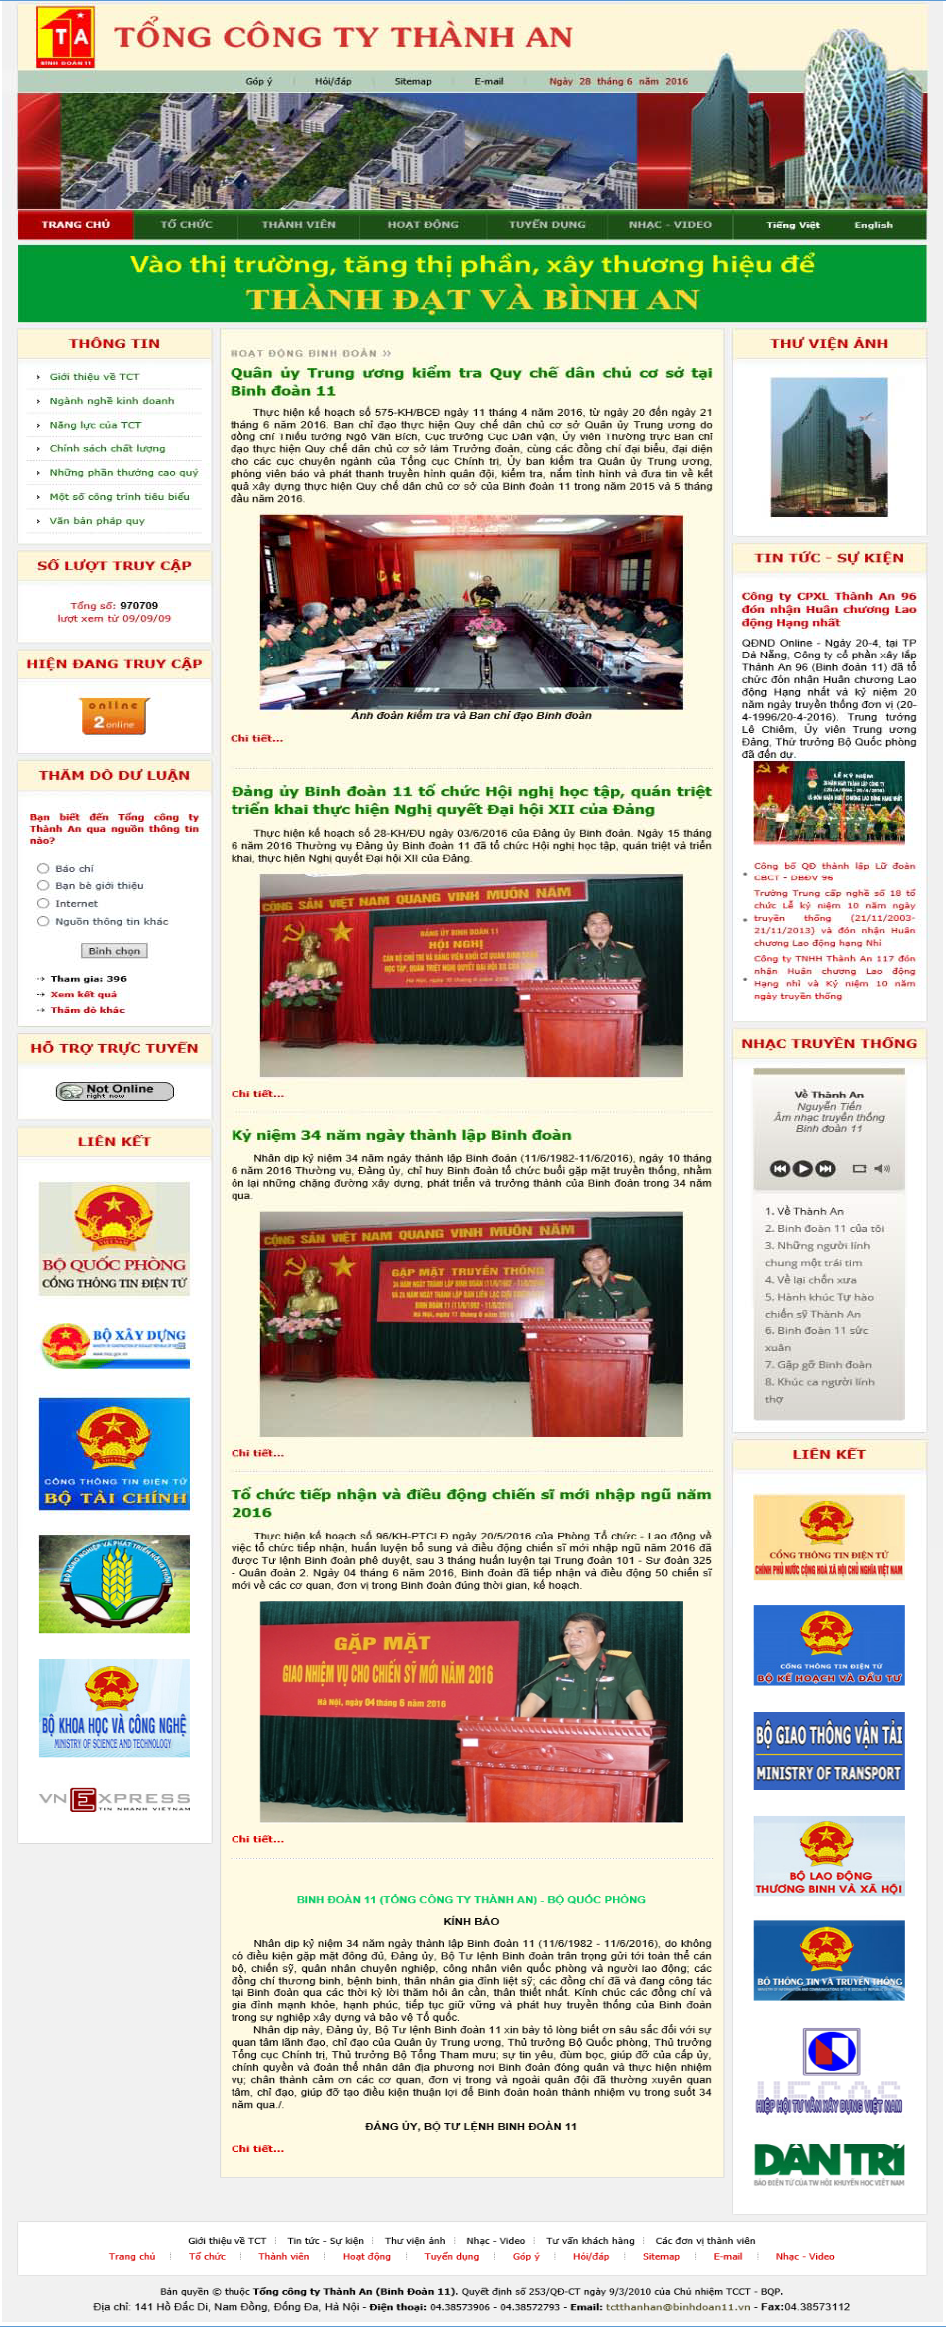 TA
BINH ĐOÀN 11
TỔNG CÔNG TY THÀNH AN
Góp ý
Hỏi/đáp
Sitemap
E-mail
Ngày 28 tháng 6 năm 2016
TRANG CHỦ
TỔ CHỨC
THÀNH VIÊN
HOẠT ĐỘNG
TUYỂN DỤNG
NHẠC - VIDEO
Tiếng Việt
English
Vào thị trường, tăng thị phần, xây thương hiệu để
THÀNH ĐẠT VÀ BÌNH AN
THÔNG TIN
Giới thiệu về TCT
Ngành nghề kinh doanh
Năng lực của TCT
Chính sách chất lượng
Những phần thưởng cao quý
Một số công trình tiêu biểu
Văn bản pháp quy
SỐ LƯỢT TRUY CẬP
Tổng số: 970709
lượt xem từ 09/09/09
HIỆN ĐANG TRUY CẬP
online
2 online
THĂM DÒ DƯ LUẬN
Bạn biết đến Tổng công ty
Thành An qua nguồn thông tin
nào?
Báo chí
Bạn bè giới thiệu
Internet
Nguồn thông tin khác
Bình chọn
Tham gia: 396
Xem kết quả
Thăm dò khác
HỖ TRỢ TRỰC TUYẾN
Not Online
right now
LIÊN KẾT
BỘ QUỐC PHÒNG
CỔNG THÔNG TIN ĐIỆN TỬ
BỘ XÂY DỰNG
CỔNG THÔNG TIN ĐIỆN TỬ
BỘ TÀI CHÍNH
BỘ KHOA HỌC VÀ CÔNG NGHỆ
MINISTRY OF SCIENCE AND TECHNOLOGY
VNEXPRESS
TIN NHANH VIETNAM
HOẠT ĐỘNG BINH ĐOÀN >>
Quân ủy Trung ương kiểm tra Quy chế dân chủ cơ sở tại
Binh đoàn 11
Thực hiện kế hoạch số 575-KH/BCĐ ngày 11 tháng 4 năm 2016, từ ngày 20 đến ngày 21
tháng 6 năm 2016. Ban chỉ đạo thực hiện Quy chế dân chủ cơ sở Quân ủy Trung ương do
đồng chí Thiếu tướng Ngô Văn Bích, Cục trưởng Cục Dân vận, Ủy viên Thường trực Ban chỉ
đạo thực hiện Quy chế dân chủ cơ sở làm Trưởng đoàn, cùng các đồng chí đại biểu, đại diện
cho các cục chuyên ngành của Tổng cục Chính trị, Ủy ban kiểm tra Quân ủy Trung ương,
phóng viên báo và phát thanh truyền hình quân đội, kiểm tra, nắm tình hình và đưa tin về kết
quả xây dựng thực hiện Quy chế dân chủ cơ sở của Binh đoàn 11 trong năm 2015 và 5 tháng
đầu năm 2016.
Ảnh đoàn kiểm tra và Ban chỉ đạo Binh đoàn
Chi tiết...
Đảng ủy Binh đoàn 11 tổ chức Hội nghị học tập, quán triệt
triển khai thực hiện Nghị quyết Đại hội XII của Đảng
Thực hiện kế hoạch số 28-KH/ĐU ngày 03/6/2016 của Đảng ủy Binh đoàn. Ngày 15 tháng
6 năm 2016 Thường vụ Đảng ủy Binh đoàn 11 đã tổ chức Hội nghị học tập, quán triệt và triển
khai, thực hiện Nghị quyết Đại hội XII của Đảng.
CỘNG SẢN VIỆT NAM QUANG VINH MUÔN NĂM
ĐẢNG ỦY BINH ĐOÀN 11
HỘI NGHỊ
Hà Nội, ngày 15 tháng 6 năm 2016
Chi tiết...
Kỷ niệm 34 năm ngày thành lập Binh đoàn
Nhân dịp kỷ niệm 34 năm ngày thành lập Binh đoàn (11/6/1982-11/6/2016), ngày 10 tháng
6 năm 2016 Thường vụ, Đảng ủy, chỉ huy Binh đoàn tổ chức buổi gặp mặt truyền thống, nhằm
ôn lại những chặng đường xây dựng, phát triển và trưởng thành của Binh đoàn trong 34 năm
qua.
CỘNG SẢN VIỆT NAM QUANG VINH MUÔN NĂM
GẶP MẶT TRUYỀN THỐNG
Chi tiết...
Tổ chức tiếp nhận và điều động chiến sĩ mới nhập ngũ năm
2016
Thực hiện kế hoạch số 96/KH-PTCLĐ ngày 20/5/2016 của Phòng Tổ chức - Lao động về
việc tổ chức tiếp nhận, huấn luyện bổ sung và điều động chiến sĩ mới nhập ngũ năm 2016 đã
được Tư lệnh Binh đoàn phê duyệt, sau 3 tháng huấn luyện tại Trung đoàn 101 - Sư đoàn 325
- Quân đoàn 2. Ngày 04 tháng 6 năm 2016, Binh đoàn đã tiếp nhận và điều động 50 chiến sĩ
mới về các cơ quan, đơn vị trong Binh đoàn đúng thời gian, kế hoạch.
GẶP MẶT
GIAO NHIỆM VỤ CHO CHIẾN SỸ MỚI NĂM 2016
Hà Nội, ngày 04 tháng 6 năm 2016
Chi tiết...
BINH ĐOÀN 11 (TỔNG CÔNG TY THÀNH AN) - BỘ QUỐC PHÒNG
KÍNH BÁO
Nhân dịp kỷ niệm 34 năm ngày thành lập Binh đoàn 11 (11/6/1982 - 11/6/2016), do không
có điều kiện gặp mặt đông đủ, Đảng ủy, Bộ Tư lệnh Binh đoàn trân trọng gửi tới toàn thể cán
bộ, chiến sỹ, quân nhân chuyên nghiệp, công nhân viên quốc phòng và người lao động; các
đồng chí thương binh, bệnh binh, thân nhân gia đình liệt sỹ; các đồng chí đã và đang công tác
tại Binh đoàn qua các thời kỳ lời thăm hỏi ân cần, thân thiết nhất. Kính chúc các đồng chí và
gia đình mạnh khỏe, hạnh phúc, tiếp tục giữ vững và phát huy truyền thống của Binh đoàn
trong sự nghiệp xây dựng và bảo vệ Tổ quốc.
Nhân dịp này, Đảng ủy, Bộ Tư lệnh Binh đoàn 11 xin bày tỏ lòng biết ơn sâu sắc đối với sự
quan tâm lãnh đạo, chỉ đạo của Quân ủy Trung ương, Thủ trưởng Bộ Quốc phòng, Thủ trưởng
Tổng cục Chính trị, Thủ trưởng Bộ Tổng Tham mưu; sự tin yêu, đùm bọc, giúp đỡ của cấp ủy,
chính quyền và đoàn thể nhân dân địa phương nơi Binh đoàn đóng quân và thực hiện nhiệm
vụ; chân thành cảm ơn các cơ quan, đơn vị trong và ngoài quân đội đã thường xuyên quan
tâm, chỉ đạo, giúp đỡ tạo điều kiện thuận lợi để Binh đoàn hoàn thành nhiệm vụ trong suốt 34
năm qua./.
ĐẢNG ỦY, BỘ TƯ LỆNH BINH ĐOÀN 11
Chi tiết...
THƯ VIỆN ẢNH
TIN TỨC - SỰ KIỆN
Công ty CPXL Thành An 96
đón nhận Huân chương Lao
động Hạng nhất
QĐND Online - Ngày 20-4, tại TP
Đà Nẵng, Công ty cổ phần xây lắp
Thành An 96 (Binh đoàn 11) đã tổ
chức đón nhận Huân chương Lao
động Hạng nhất và kỷ niệm 20
năm ngày truyền thống đơn vị (20-
4-1996/20-4-2016). Trung tướng
Lê Chiêm, Ủy viên Trung ương
Đảng, Thứ trưởng Bộ Quốc phòng
đã đến dự.
LỄ KỶ NIỆM
Công bố QĐ thành lập Lữ đoàn
CBCT - DBĐV 96
Trường Trung cấp nghề số 18 tổ
chức Lễ kỷ niệm 10 năm ngày
truyền thống (21/11/2003-
21/11/2013) và đón nhận Huân
chương Lao động hạng Nhì
Công ty TNHH Thành An 117 đón
nhận Huân chương Lao động
Hạng nhì và Kỷ niệm 10 năm
ngày truyền thống
NHẠC TRUYỀN THỐNG
Về Thành An
Nguyễn Tiến
Âm nhạc truyền thống
Binh đoàn 11
1. Về Thành An
2. Binh đoàn 11 của tôi
3. Những người lính
chung một trái tim
4. Về lại chốn xưa
5. Hành khúc Tự hào
chiến sỹ Thành An
6. Binh đoàn 11 sức
xuân
7. Gặp gỡ Binh đoàn
8. Khúc ca người lính
thợ
LIÊN KẾT
CỔNG THÔNG TIN ĐIỆN TỬ
CHÍNH PHỦ NƯỚC CỘNG HOÀ XÃ HỘI CHỦ NGHĨA VIỆT NAM
CỔNG THÔNG TIN ĐIỆN TỬ
BỘ KẾ HOẠCH VÀ ĐẦU TƯ
BỘ GIAO THÔNG VẬN TẢI
MINISTRY OF TRANSPORT
BỘ LAO ĐỘNG
THƯƠNG BINH VÀ XÃ HỘI
BỘ THÔNG TIN VÀ TRUYỀN THÔNG
VECAS
HIỆP HỘI TƯ VẤN XÂY DỰNG VIỆT NAM
DÂN TRÍ
BÁO ĐIỆN TỬ CỦA TW HỘI KHUYẾN HỌC VIỆT NAM
Giới thiệu về TCT
Tin tức - Sự kiện
Thư viện ảnh
Nhạc - Video
Tư vấn khách hàng
Các đơn vị thành viên
Trang chủ
Tổ chức
Thành viên
Hoạt động
Tuyển dụng
Góp ý
Hỏi/đáp
Sitemap
E-mail
Nhạc - Video
Bản quyền © thuộc Tổng công ty Thành An (Binh Đoàn 11). Quyết định số 253/QĐ-CT ngày 9/3/2010 của Chủ nhiệm TCCT - BQP.
Địa chỉ: 141 Hồ Đắc Di, Nam Đồng, Đống Đa, Hà Nội - Điện thoại: 04.38573906 - 04.38572793 - Email: tctthanhan@binhdoan11.vn - Fax:04.38573112